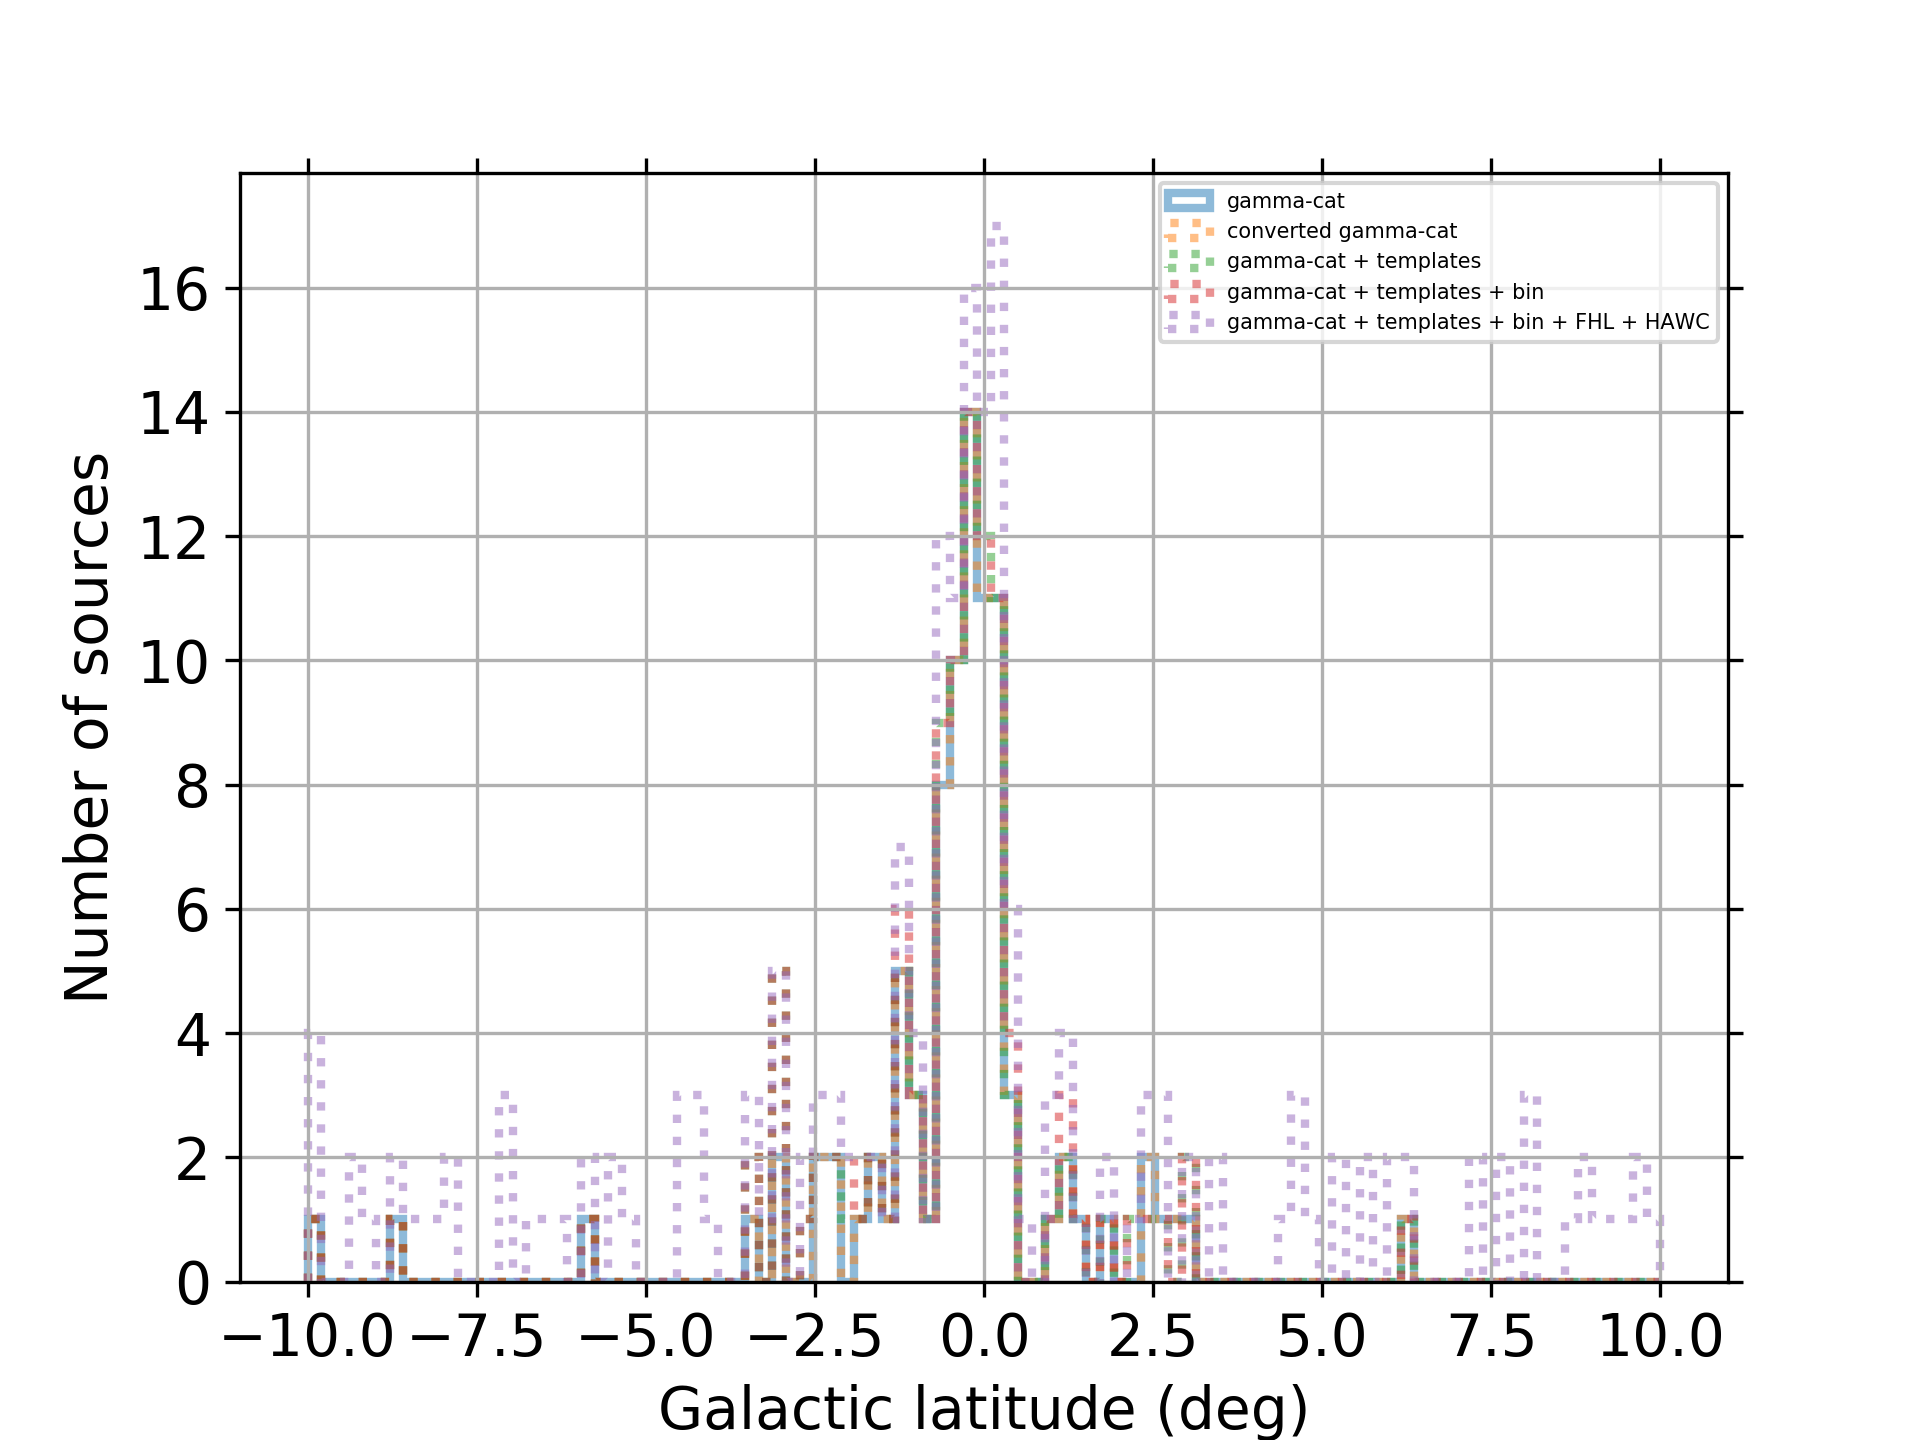 gamma-cat
converted gamma-cat
gamma-cat + templates
gamma-cat + templates + bin
gamma-cat + templates + bin + FHL + HAWC
Number of sources
16
14
12
10
8
6
4
2
0
−10.0 −7.5 −5.0 −2.5 0.0 2.5 5.0 7.5 10.0
Galactic latitude (deg)